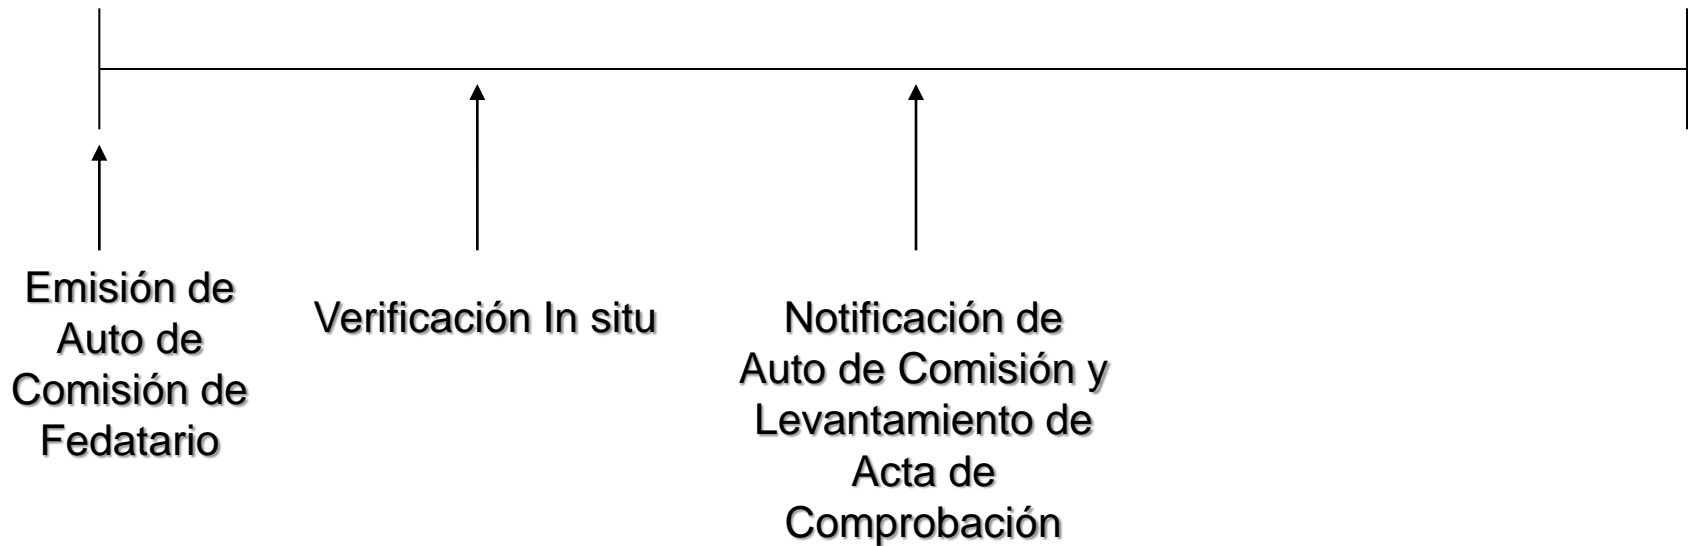 Emisión de
Auto de
Comisión de
Fedatario
Verificación In situ
Notificación de
Auto de Comisión y
Levantamiento de
Acta de
Comprobación